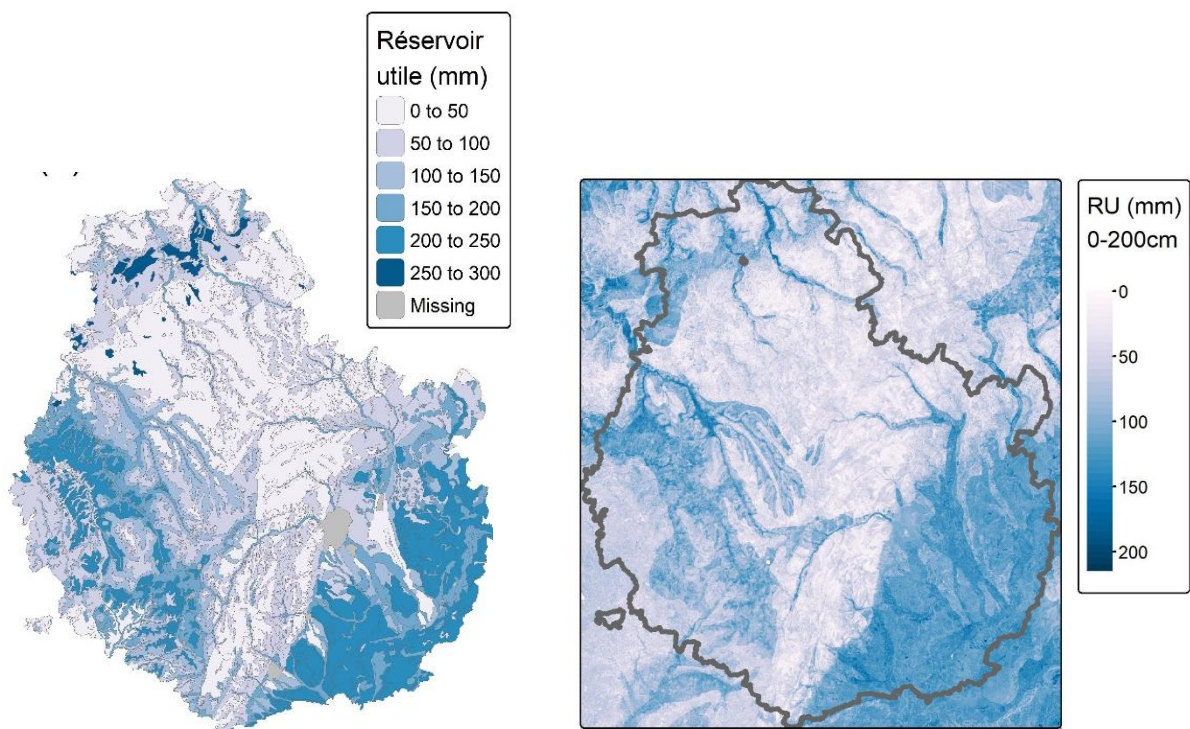 Réservoir
utile (mm)
0 to 50
50 to 100
100 to 150
150 to 200
200 to 250
250 to 300
Missing
RU (mm)
0-200cm
0
50
100
150
200